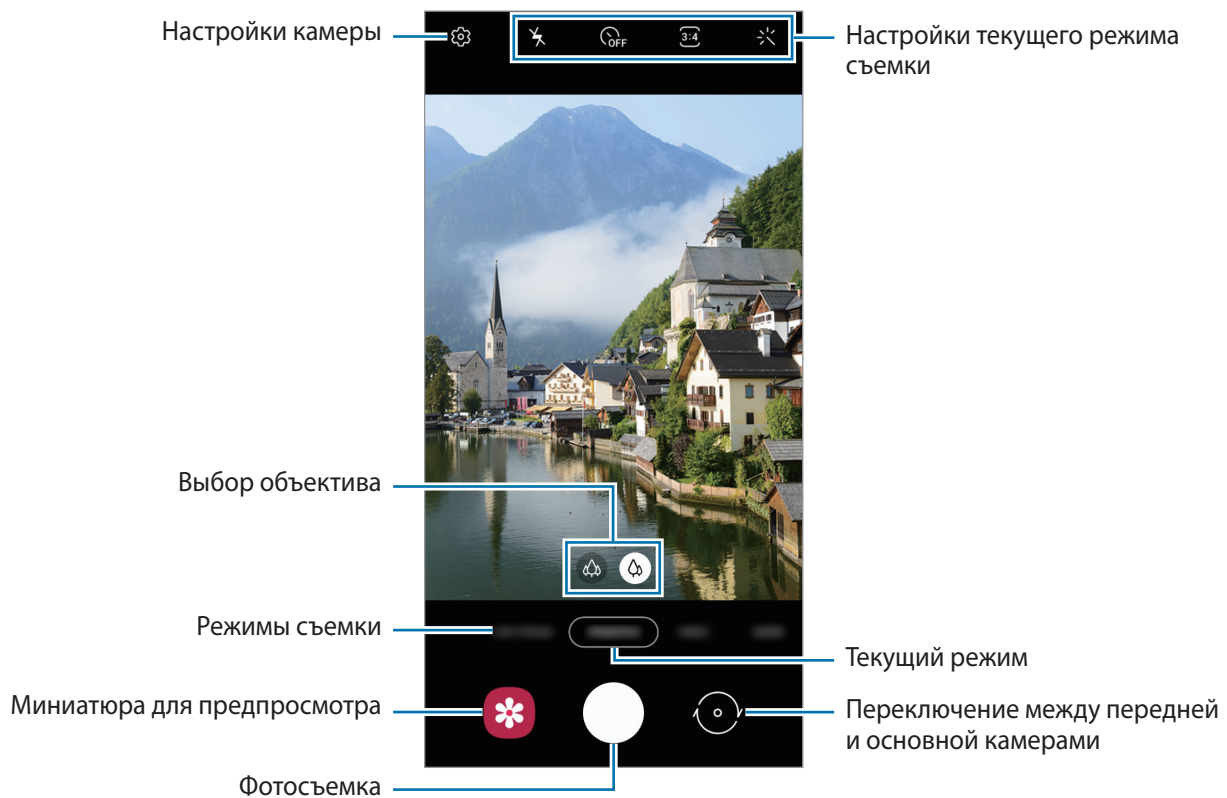 Настройки камеры
OFF
3:4
Настройки текущего режима
съемки
Выбор объектива
Режимы съемки
Текущий режим
Миниатюра для предпросмотра
Переключение между передней
и основной камерами
Фотосъемка